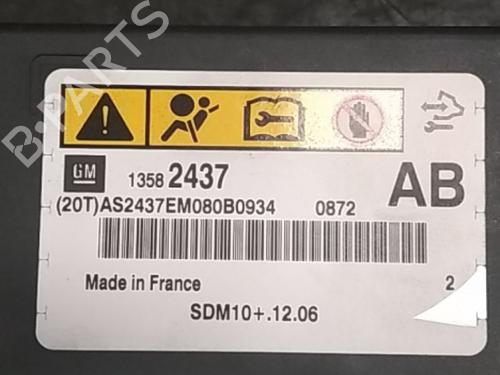 B-PARTS
GM
1358 2437
AB
(20T)AS2437EM080B0934 0872
Made in France 2
SDM10+.12.06